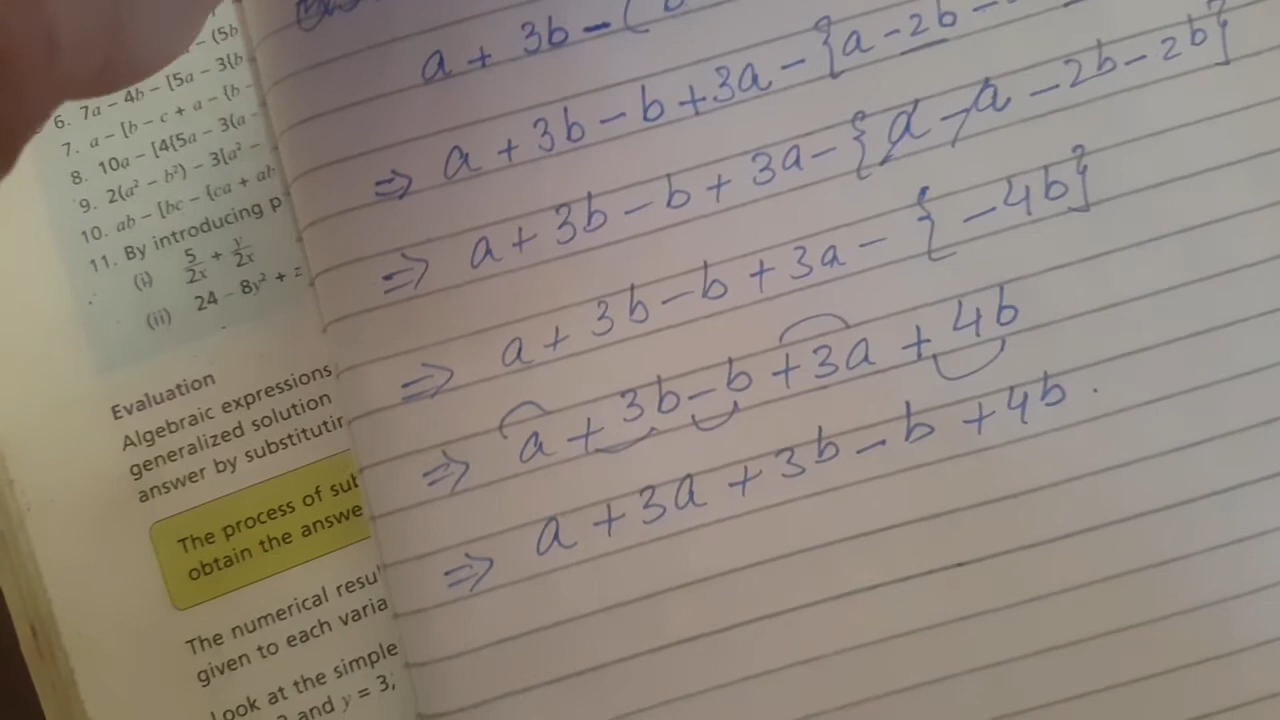 – (5b
6. 7a – 4b – [5a – 3{b
7. a – [b – c + a – {b –
8. 10a – [4{5a – 3(a –
9. 2(a² – b²) – 3[a² –
10. ab – [bc – {ca + ab
11. By introducing p
(i) 5/2x + y/2x
(ii) 24 – 8y² + z
Evaluation
Algebraic expressions
generalized solution
answer by substitutin
The process of sub
obtain the answe
The numerical resu
given to each varia
Look at the simple
and y = 3,
a + 3b – (
⇒ a + 3b – b + 3a – {a – 2b –
⇒ a + 3b – b + 3a – {a – a – 2b – 2b}
⇒ a + 3b – b + 3a – { – 4b}
⇒ a + 3b – b + 3a + 4b
⇒ a + 3a + 3b – b + 4b .